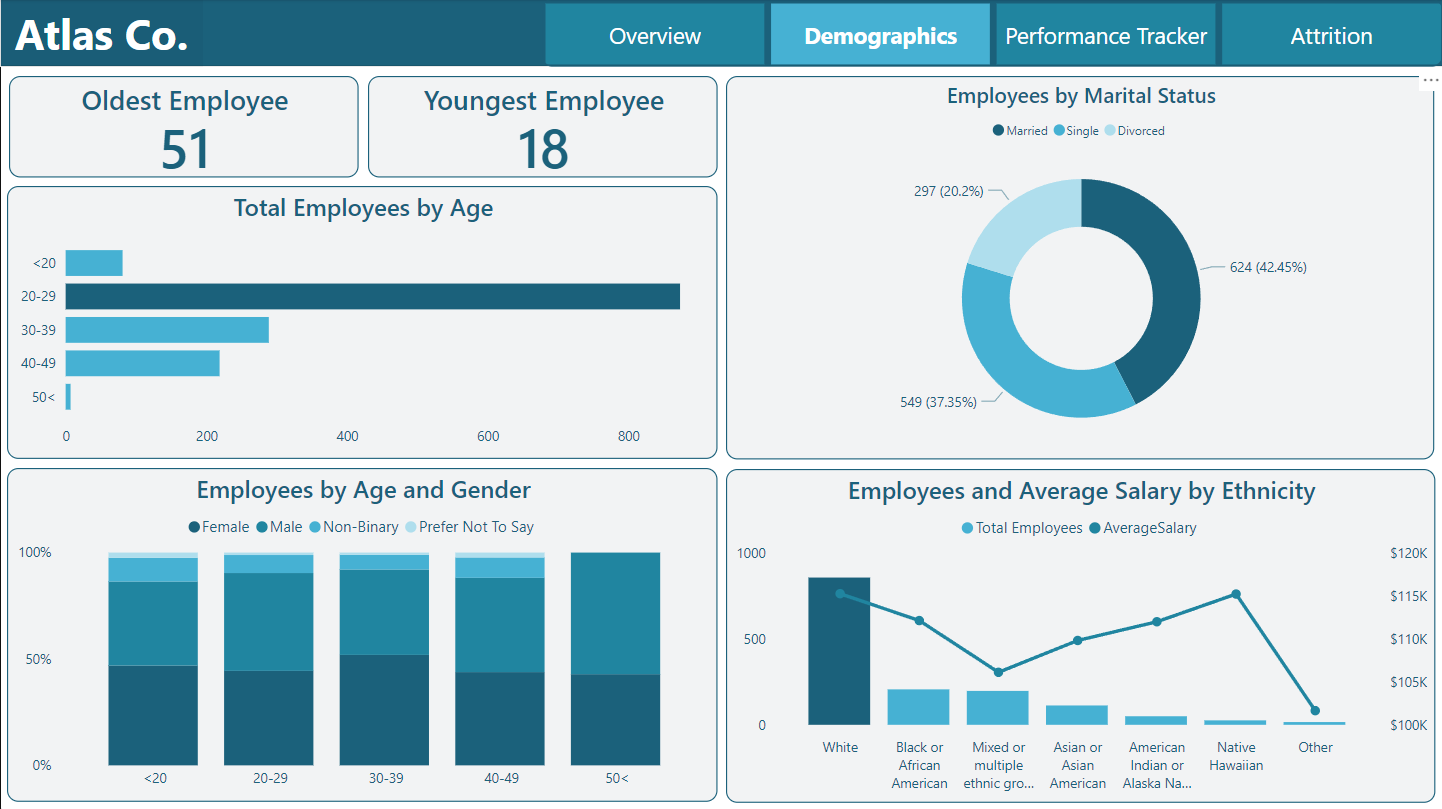 Atlas Co.
Overview
Demographics
Performance Tracker
Attrition
Oldest Employee
51
Youngest Employee
18
Total Employees by Age
<20
20-29
30-39
40-49
50<
0 200 400 600 800
Employees by Marital Status
Married Single Divorced
297 (20.2%)
624 (42.45%)
549 (37.35%)
Employees by Age and Gender
Female Male Non-Binary Prefer Not To Say
100%
50%
0%
<20 20-29 30-39 40-49 50<
Employees and Average Salary by Ethnicity
Total Employees AverageSalary
1000
500
0
$120K
$115K
$110K
$105K
$100K
White
Black or
African
American
Mixed or
multiple
ethnic gro...
Asian or
Asian
American
American
Indian or
Alaska Na...
Native
Hawaiian
Other